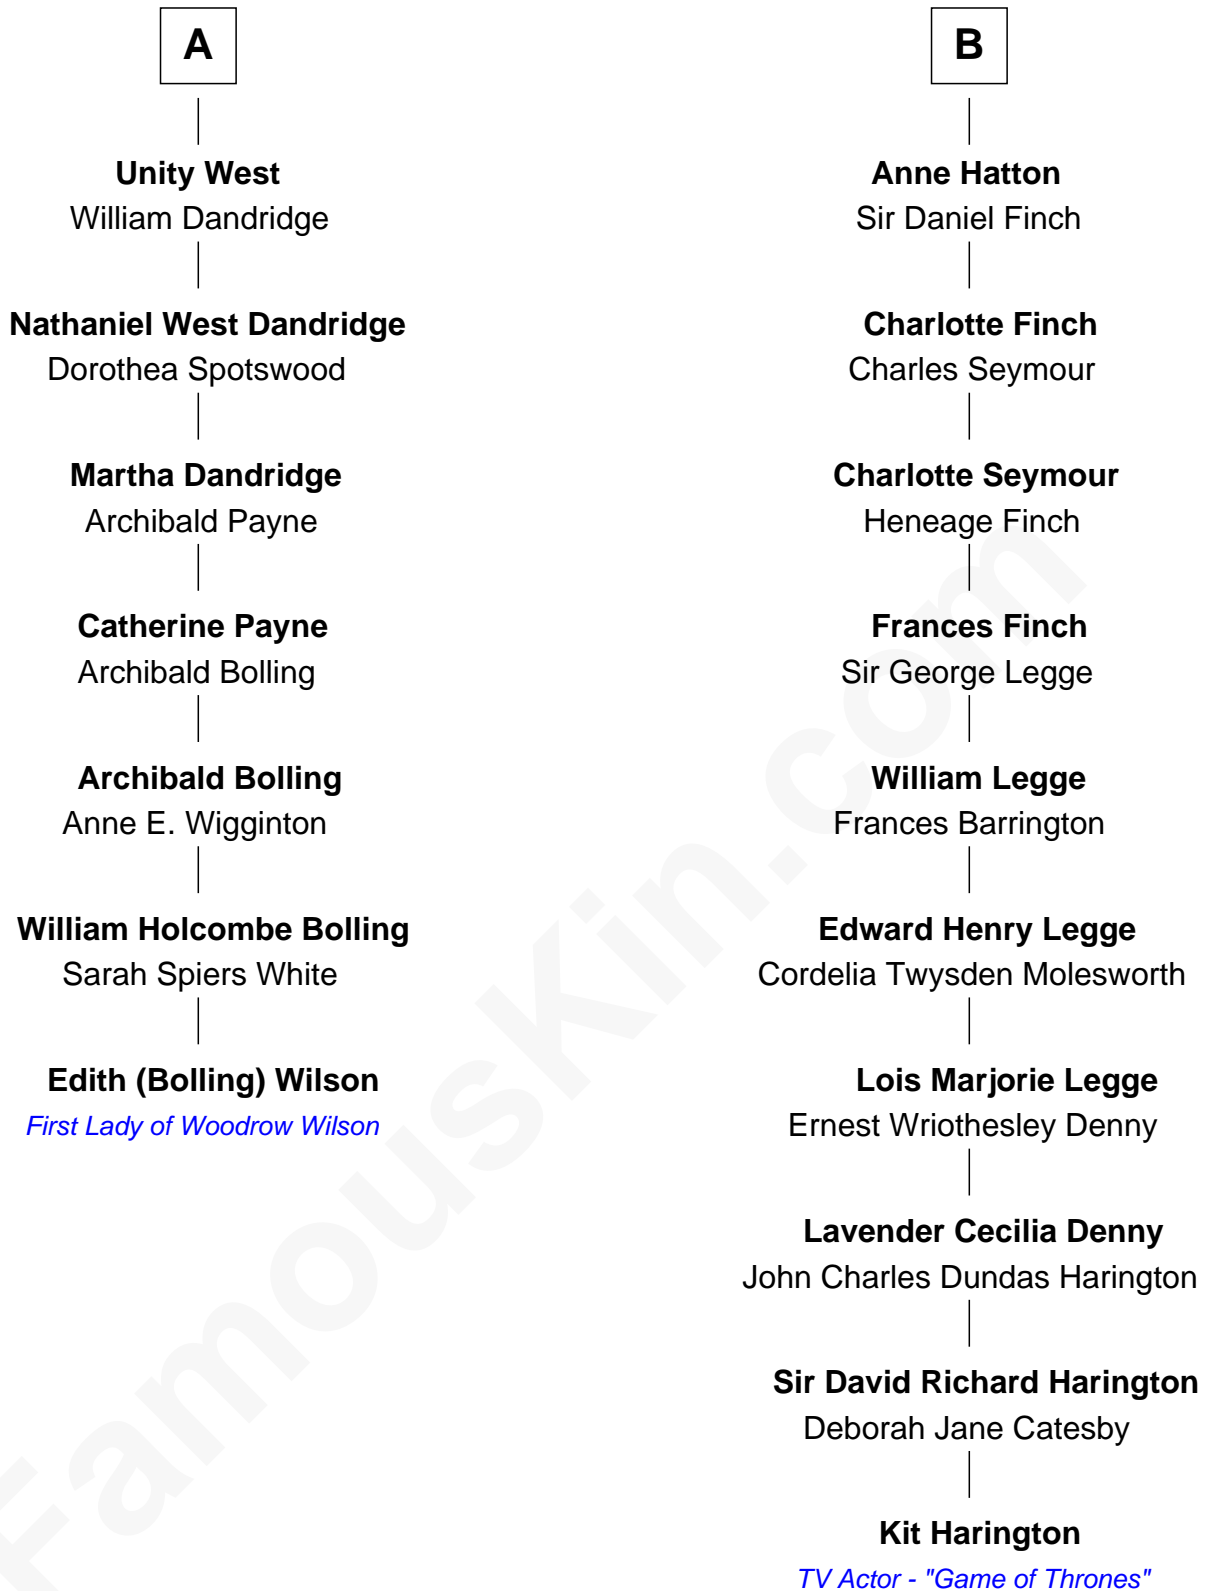 A
Unity West
William Dandridge
Nathaniel West Dandridge
Dorothea Spotswood
Martha Dandridge
Archibald Payne
Catherine Payne
Archibald Bolling
Archibald Bolling
Anne E. Wigginton
William Holcombe Bolling
Sarah Spiers White
Edith (Bolling) Wilson
First Lady of Woodrow Wilson
B
Anne Hatton
Sir Daniel Finch
Charlotte Finch
Charles Seymour
Charlotte Seymour
Heneage Finch
Frances Finch
Sir George Legge
William Legge
Frances Barrington
Edward Henry Legge
Cordelia Twysden Molesworth
Lois Marjorie Legge
Ernest Wriothesley Denny
Lavender Cecilia Denny
John Charles Dundas Harington
Sir David Richard Harington
Deborah Jane Catesby
Kit Harington
TV Actor - "Game of Thrones"
FamousKin.com